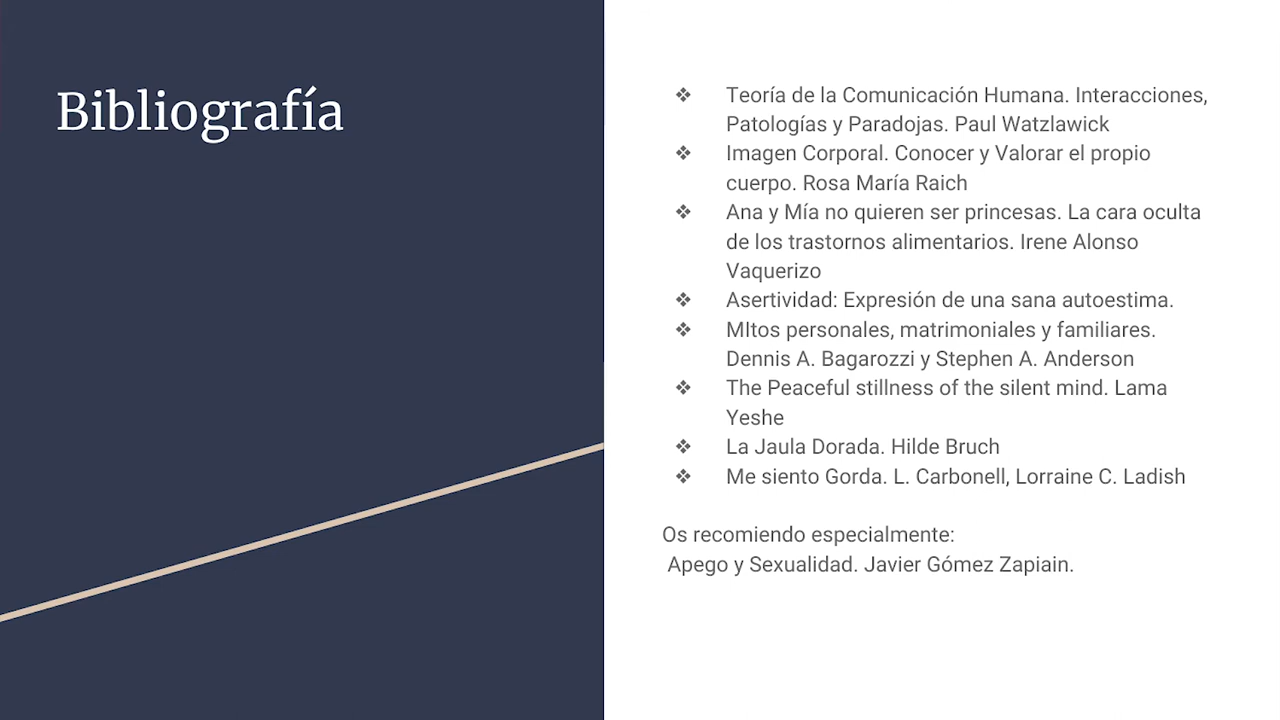 Bibliografía
❖ Teoría de la Comunicación Humana. Interacciones,
Patologías y Paradojas. Paul Watzlawick
❖ Imagen Corporal. Conocer y Valorar el propio
cuerpo. Rosa María Raich
❖ Ana y Mía no quieren ser princesas. La cara oculta
de los trastornos alimentarios. Irene Alonso
Vaquerizo
❖ Asertividad: Expresión de una sana autoestima.
❖ MItos personales, matrimoniales y familiares.
Dennis A. Bagarozzi y Stephen A. Anderson
❖ The Peaceful stillness of the silent mind. Lama
Yeshe
❖ La Jaula Dorada. Hilde Bruch
❖ Me siento Gorda. L. Carbonell, Lorraine C. Ladish
Os recomiendo especialmente:
Apego y Sexualidad. Javier Gómez Zapiain.